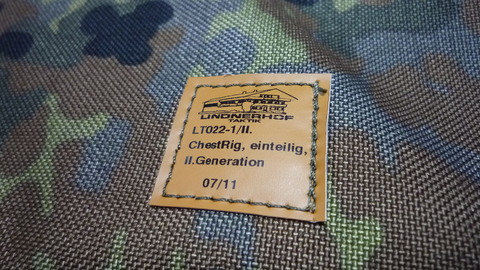 LINDNERHOF
TAKTIK
LT022-1/II.
ChestRig, einteilig,
II.Generation
07/11